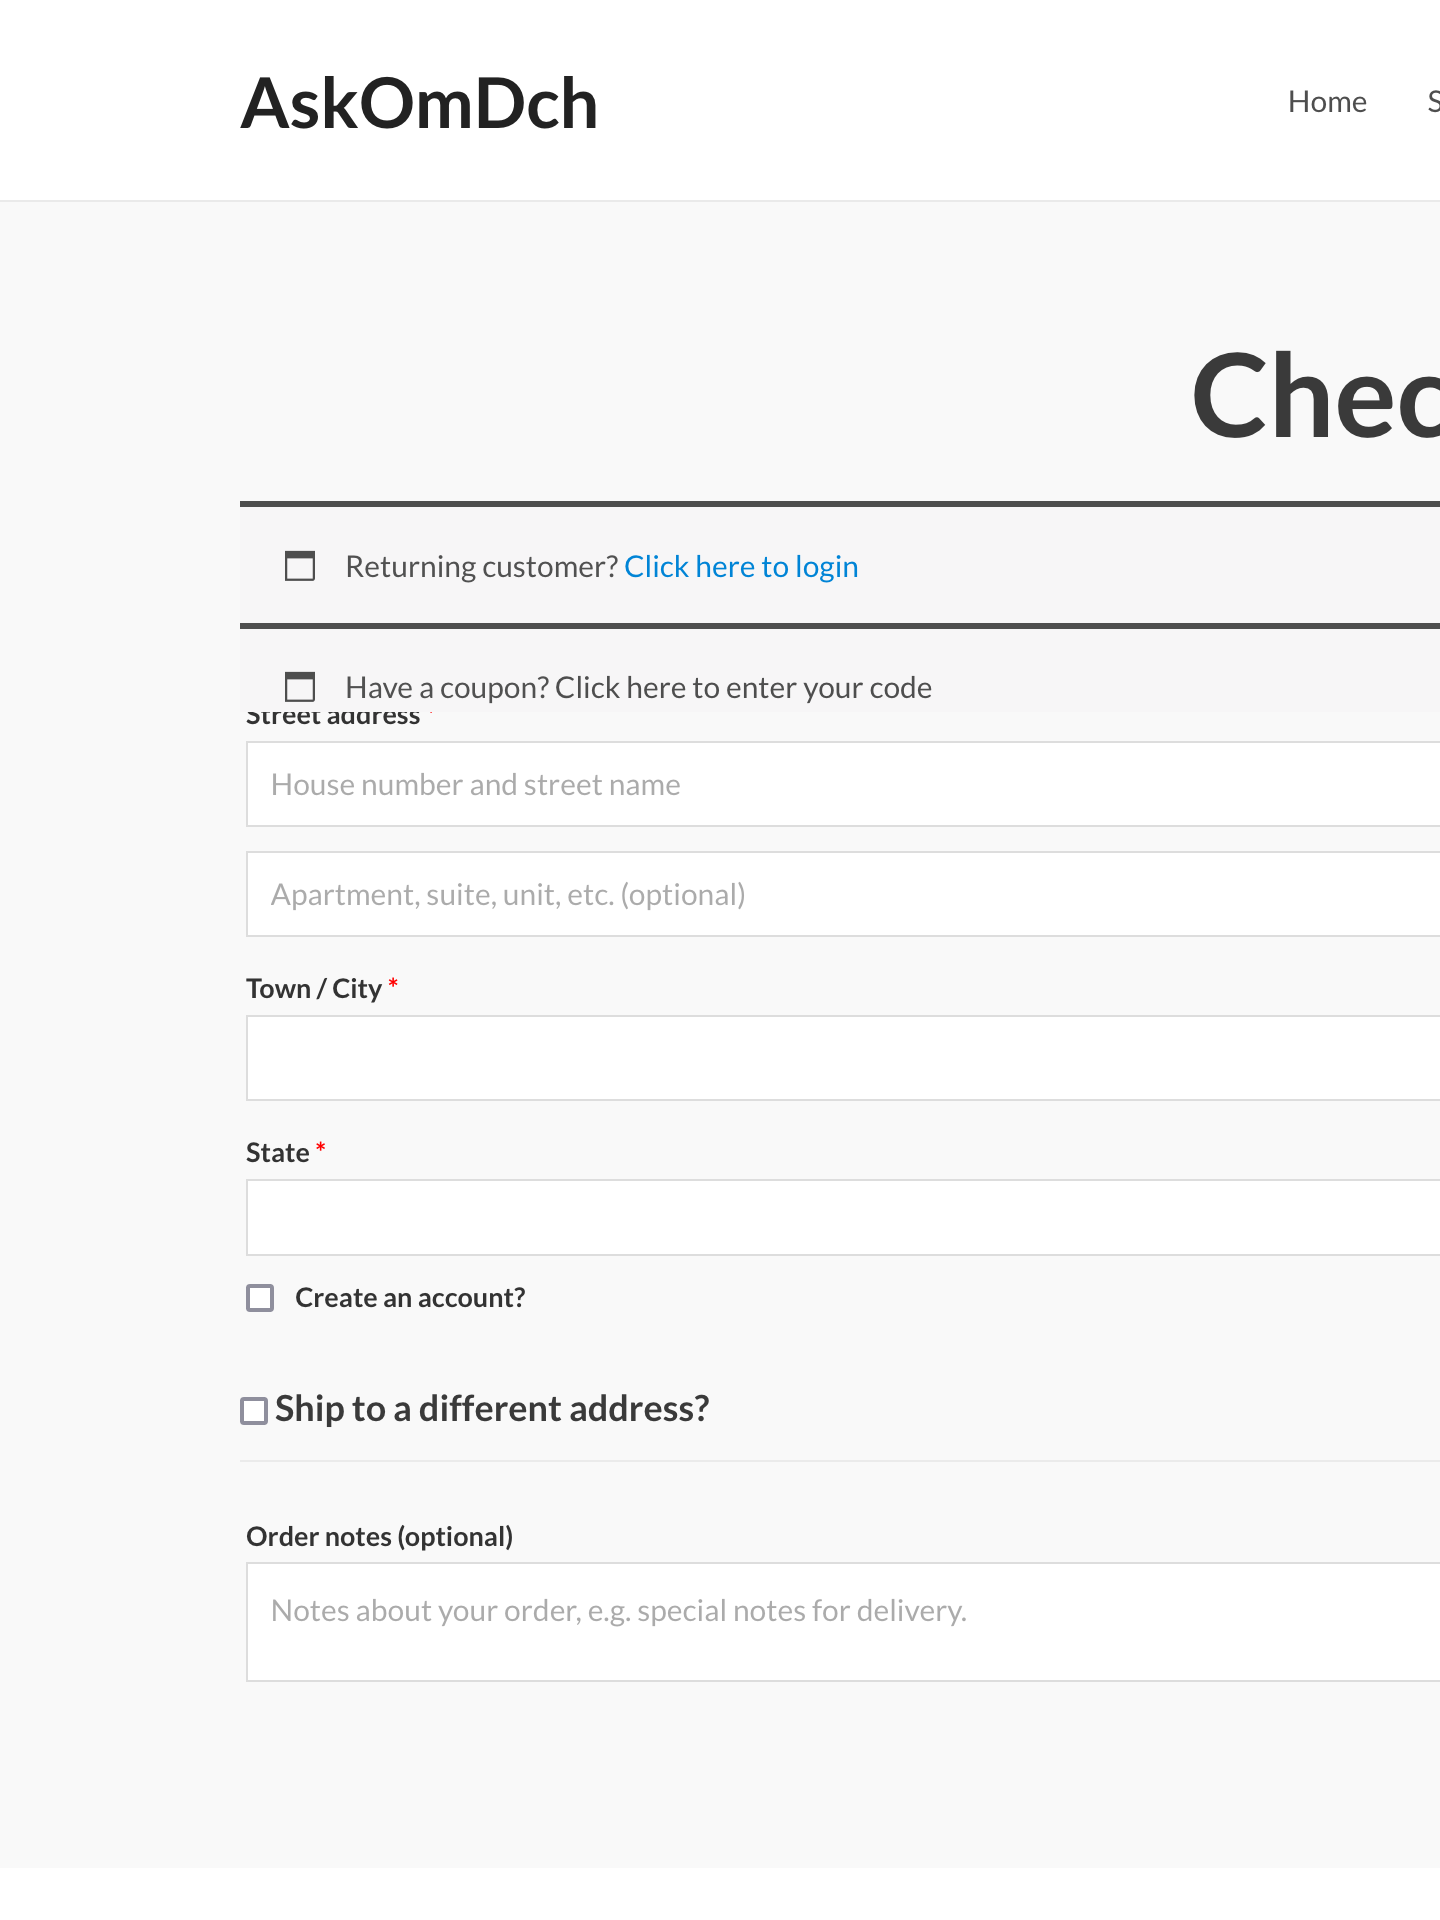 AskOmDch
Home
Returning customer? Click here to login
Have a coupon? Click here to enter your code
Street address *
House number and street name
Apartment, suite, unit, etc. (optional)
Town / City *
State *
Create an account?
Ship to a different address?
Order notes (optional)
Notes about your order, e.g. special notes for delivery.